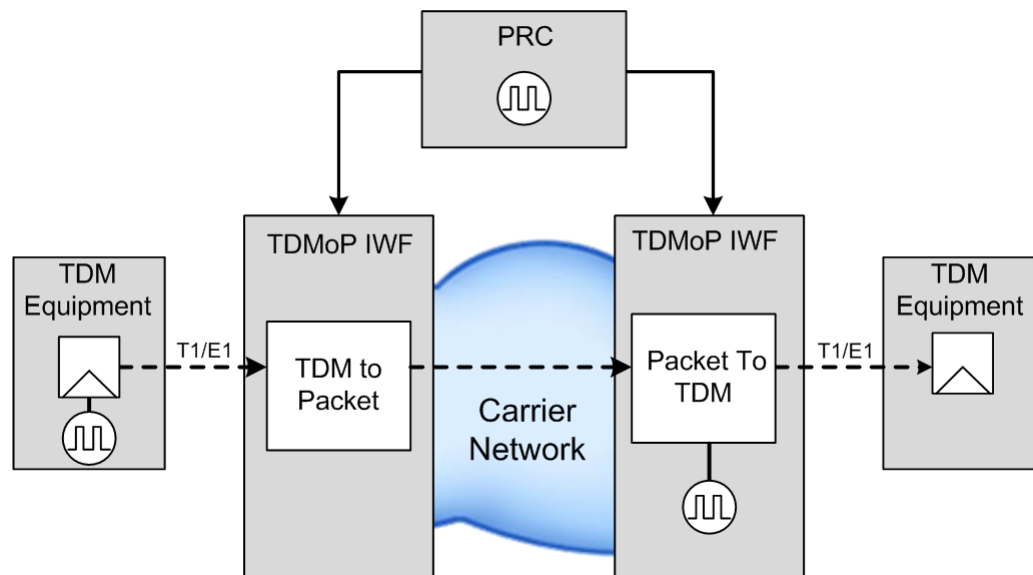 PRC
TDMoP IWF
TDMoP IWF
TDM
Equipment
T1/E1
TDM to
Packet
Carrier
Network
Packet To
TDM
T1/E1
TDM
Equipment